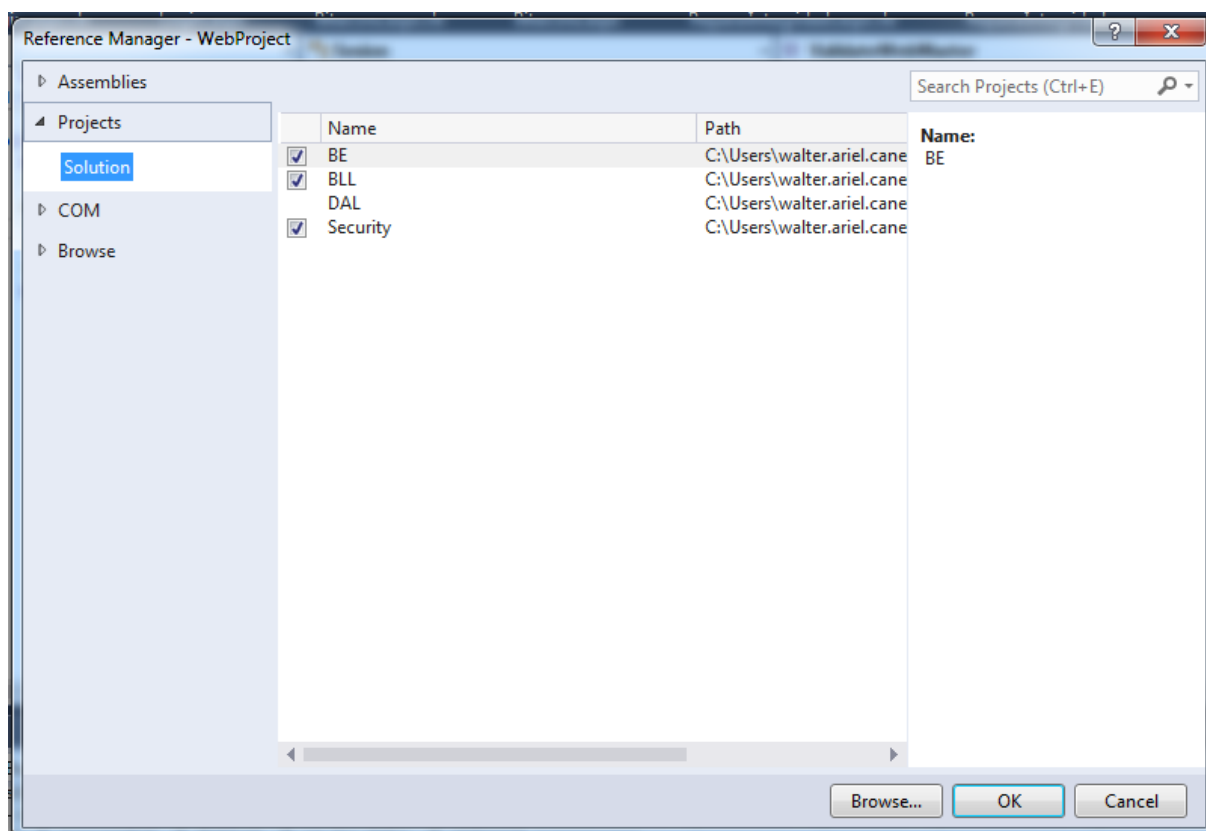 Reference Manager - WebProject
Assemblies
Search Projects (Ctrl+E)
Projects
Solution
COM
Browse
Name Path
BE C:\Users\walter.ariel.cane
BLL C:\Users\walter.ariel.cane
DAL C:\Users\walter.ariel.cane
Security C:\Users\walter.ariel.cane
Name:
BE
Browse... OK Cancel